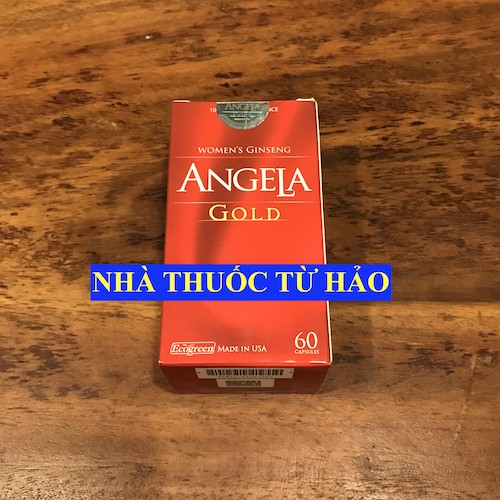 ANGELA
WOMEN'S GINSENG
ANGELA
GOLD
NHÀ THUỐC TỪ HẢO
Ecogreen MADE IN USA
60
CAPSULES